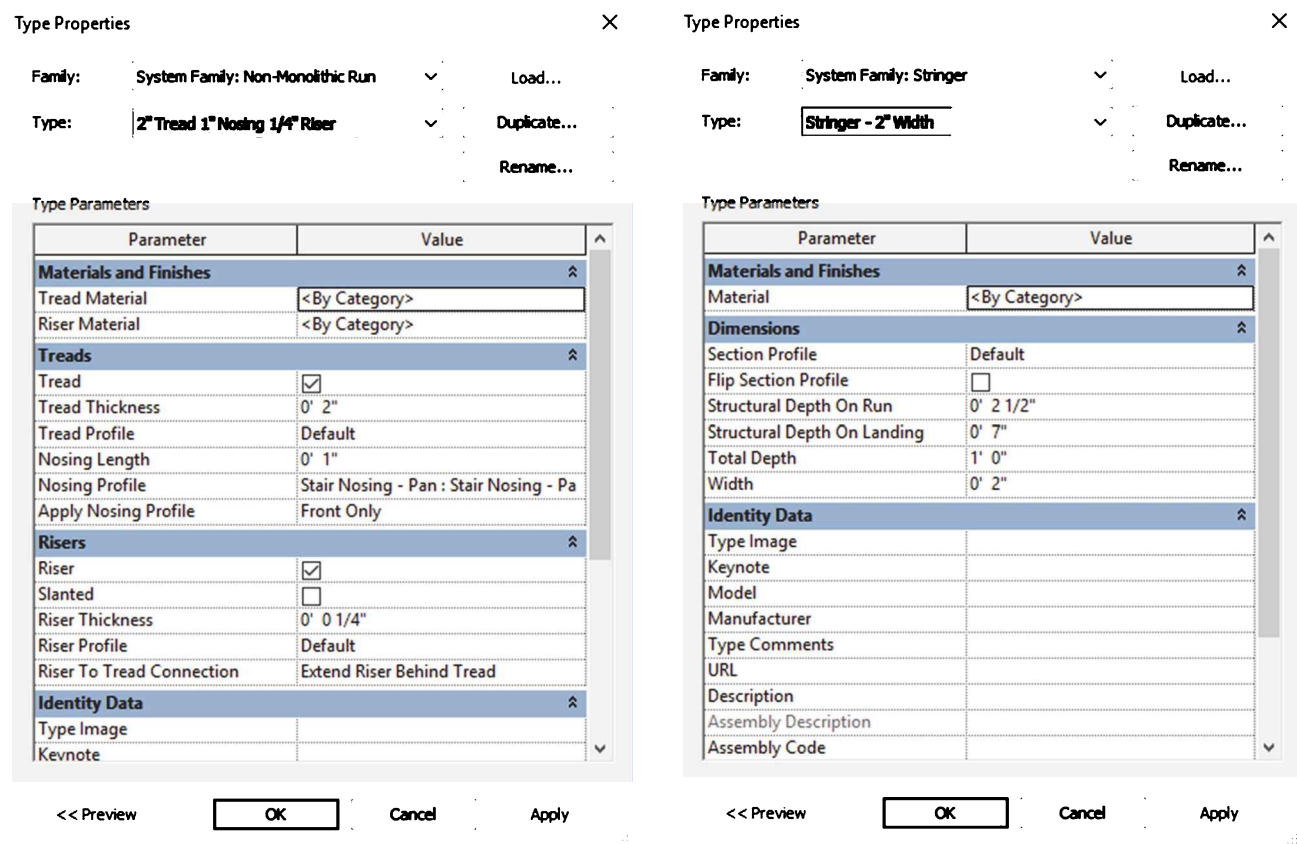 Type Properties
Family: System Family: Non-Monolithic Run Load...
Type: 2" Tread 1" Nosing 1/4" Riser Duplicate...
Rename...
Type Parameters
Parameter Value
Materials and Finishes
Tread Material <By Category>
Riser Material <By Category>
Treads
Tread
Tread Thickness 0' 2"
Tread Profile Default
Nosing Length 0' 1"
Nosing Profile Stair Nosing - Pan : Stair Nosing - Pa
Apply Nosing Profile Front Only
Risers
Riser
Slanted
Riser Thickness 0' 0 1/4"
Riser Profile Default
Riser To Tread Connection Extend Riser Behind Tread
Identity Data
Type Image
Keynote
<< Preview OK Cancel Apply
Type Properties
Family: System Family: Stringer Load...
Type: Stringer - 2" Width Duplicate...
Rename...
Type Parameters
Parameter Value
Materials and Finishes
Material <By Category>
Dimensions
Section Profile Default
Flip Section Profile
Structural Depth On Run 0' 2 1/2"
Structural Depth On Landing 0' 7"
Total Depth 1' 0"
Width 0' 2"
Identity Data
Type Image
Keynote
Model
Manufacturer
Type Comments
URL
Description
Assembly Description
Assembly Code
<< Preview OK Cancel Apply